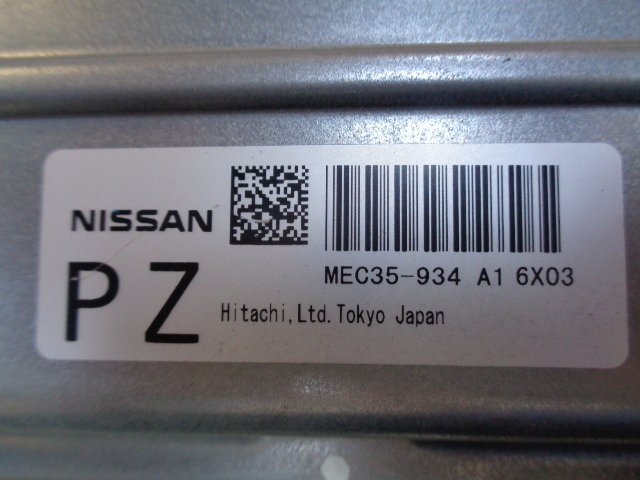 NISSAN
MEC35-934 A1 6X03
PZ
Hitachi,Ltd.Tokyo Japan